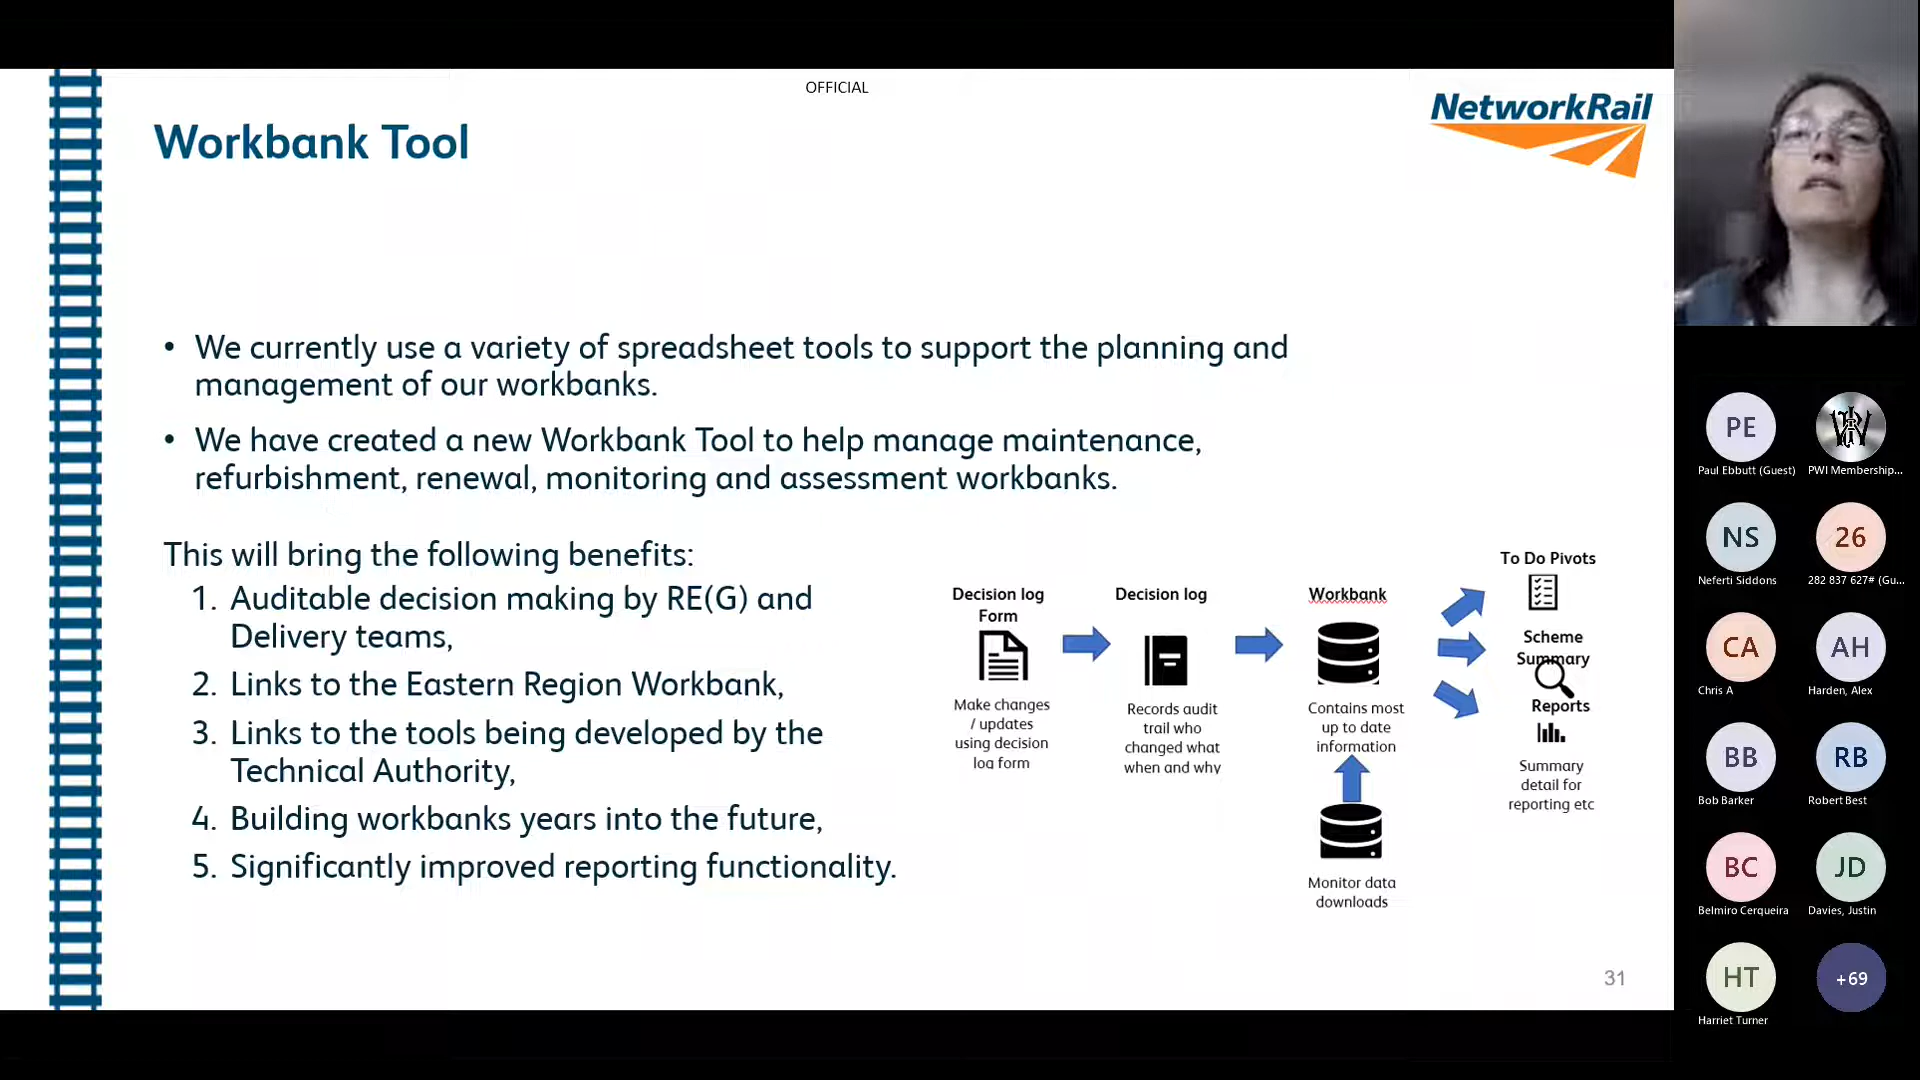 OFFICIAL
NetworkRail
Workbank Tool
• We currently use a variety of spreadsheet tools to support the planning and
management of our workbanks.
• We have created a new Workbank Tool to help manage maintenance,
refurbishment, renewal, monitoring and assessment workbanks.
This will bring the following benefits:
1. Auditable decision making by RE(G) and
Delivery teams,
2. Links to the Eastern Region Workbank,
3. Links to the tools being developed by the
Technical Authority,
4. Building workbanks years into the future,
5. Significantly improved reporting functionality.
Decision log
Form
Make changes
/ updates
using decision
log form
Decision log
Records audit
trail who
changed what
when and why
Workbank
Contains most
up to date
information
Monitor data
downloads
To Do Pivots
Scheme
Summary
Reports
Summary
detail for
reporting etc
31
PE
Paul Ebbutt (Guest)
PWI Membership...
NS
Neferti Siddons
26
282 837 627# (Gu...
CA
Chris A
AH
Harden, Alex
BB
Bob Barker
RB
Robert Best
BC
Belmiro Cerqueira
JD
Davies, Justin
HT
Harriet Turner
+69